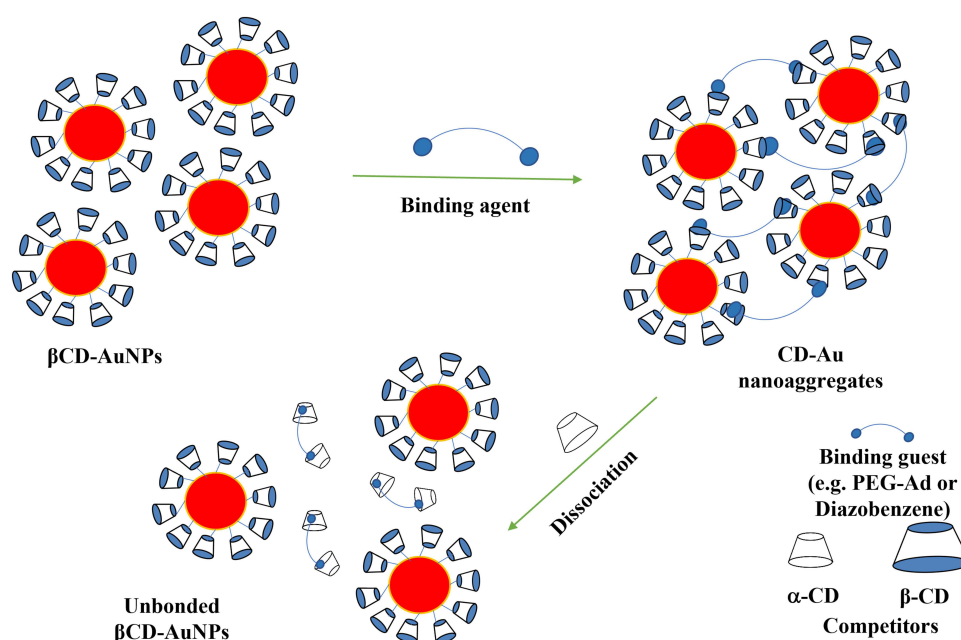 Binding agent
βCD-AuNPs
CD-Au
nanoaggregates
Dissociation
Binding guest
(e.g. PEG-Ad or
Diazobenzene)
α-CD
β-CD
Competitors
Unbonded
βCD-AuNPs